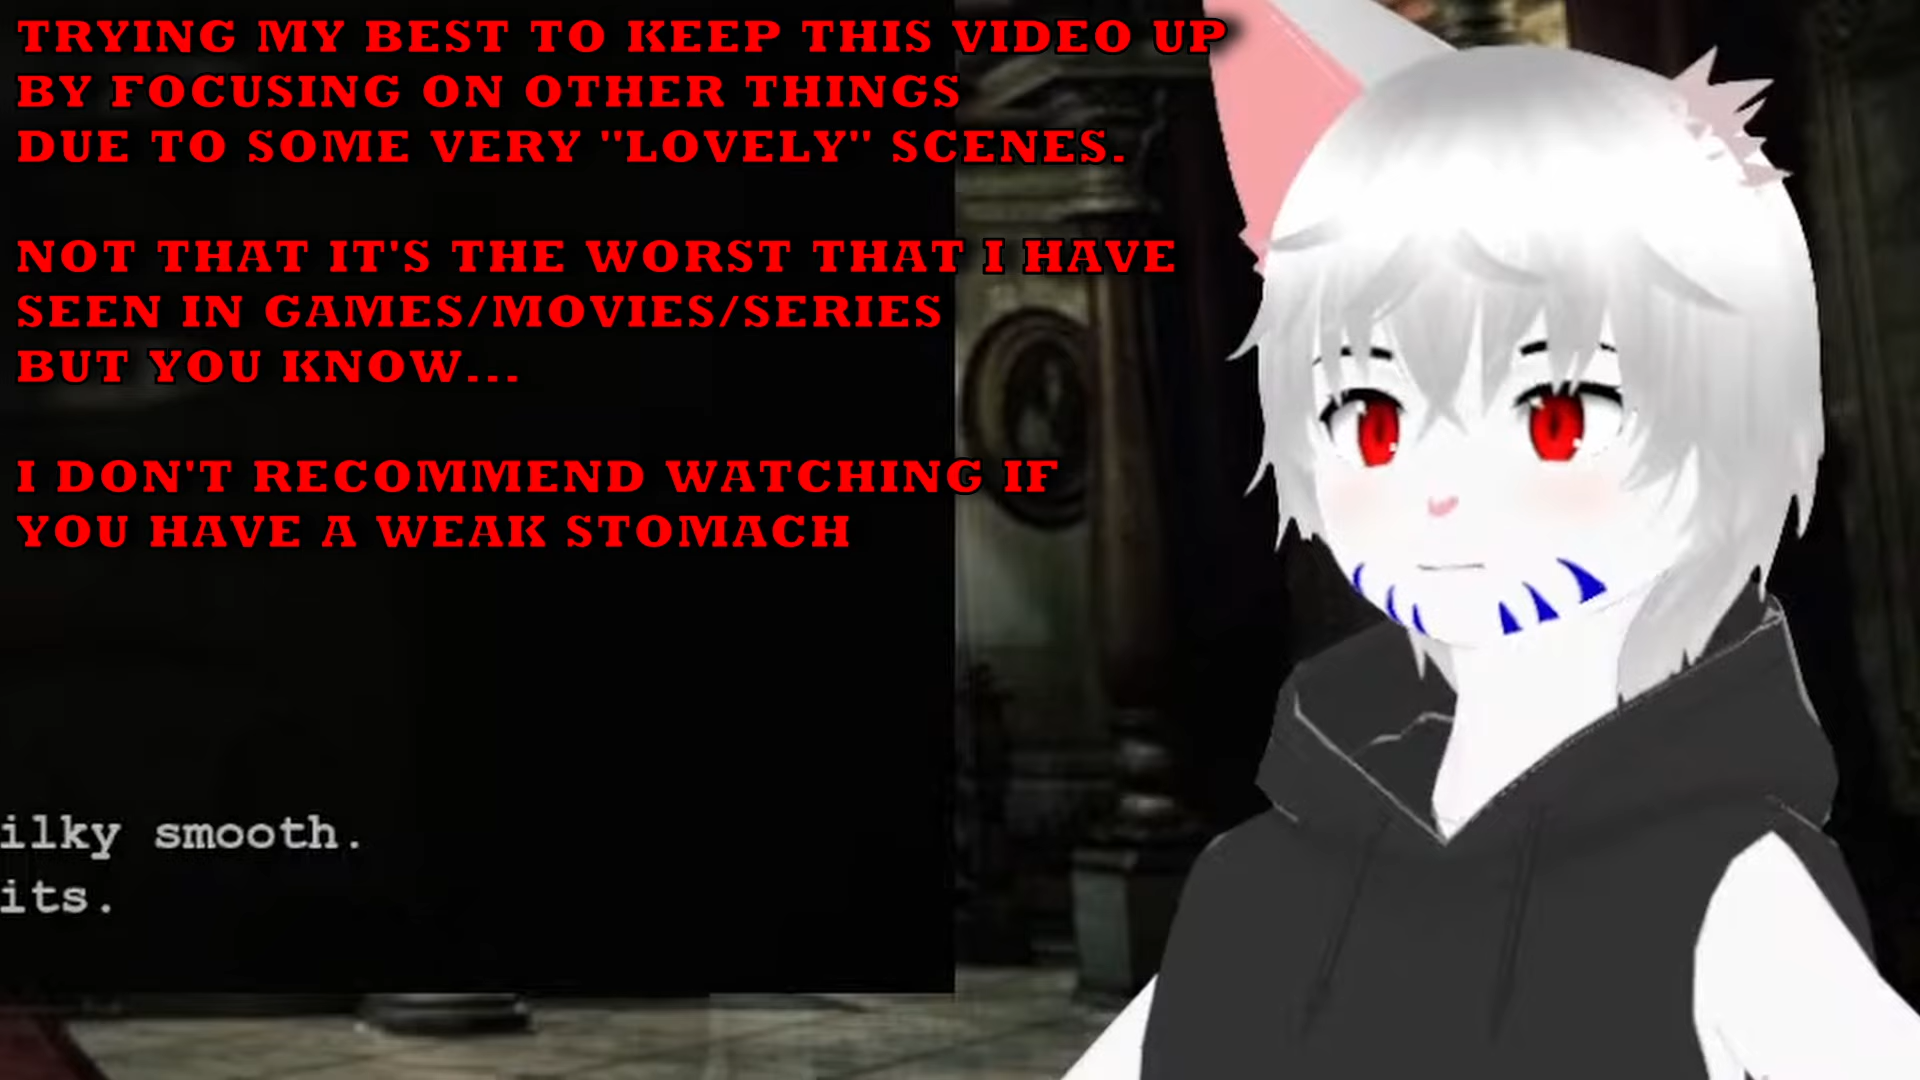 TRYING MY BEST TO KEEP THIS VIDEO UP
BY FOCUSING ON OTHER THINGS
DUE TO SOME VERY "LOVELY" SCENES.
NOT THAT IT'S THE WORST THAT I HAVE
SEEN IN GAMES/MOVIES/SERIES
BUT YOU KNOW...
I DON'T RECOMMEND WATCHING IF
YOU HAVE A WEAK STOMACH
ilky smooth.
its.